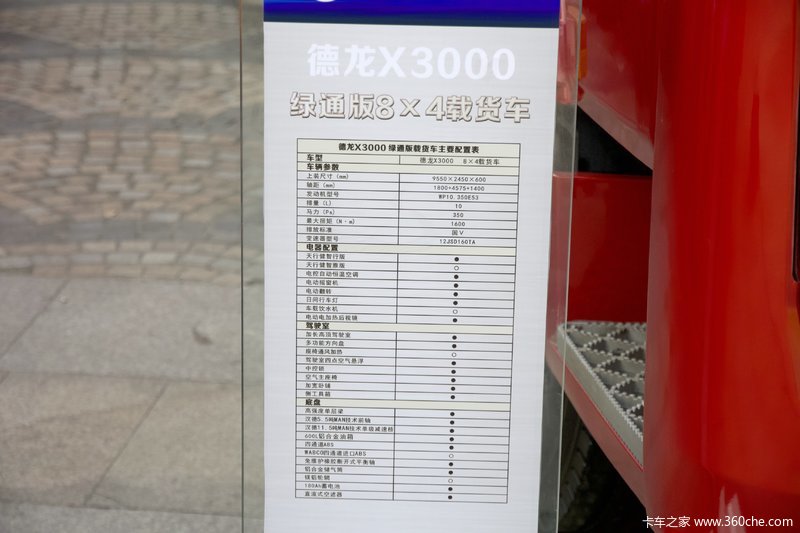 德龙X3000
绿通版8×4载货车
德龙X3000 绿通版载货车主要配置表
车型 德龙X3000 8×4载货车
车辆参数
上装尺寸（mm） 9550×2450×600
轴距（mm） 1800+4575+1400
发动机型号 WP10.350E53
排量（L） 10
马力（Ps） 350
最大扭矩（N·m） 1600
排放标准 国Ⅴ
变速器型号 12JSD160TA
电器配置
天行健智行版 ●
天行健智雅版 ○
电控自动恒温空调 ●
电动摇窗机 ●
电动翻转 ●
日间行车灯 ●
车载饮水机 ○
电动电加热后视镜 ●
驾驶室
加长高顶驾驶室 ●
多功能方向盘 ●
座椅通风加热 ○
驾驶室四点空气悬浮 ●
中控锁 ●
空气主座椅 ●
加宽卧铺 ●
侧工具箱 ●
底盘
高强度单层梁 ●
汉德5.5吨MAN技术前轴 ●
汉德11.5吨MAN技术单级减速桥 ●
600L铝合金油箱 ●
四通道ABS ●
WABCO四通道进口ABS ○
免维护橡胶断开式平衡轴 ●
铝合金储气筒 ●
镁铝轮辋 ○
180Ah蓄电池 ●
直流式空滤器 ●
卡车之家 www.360che.com